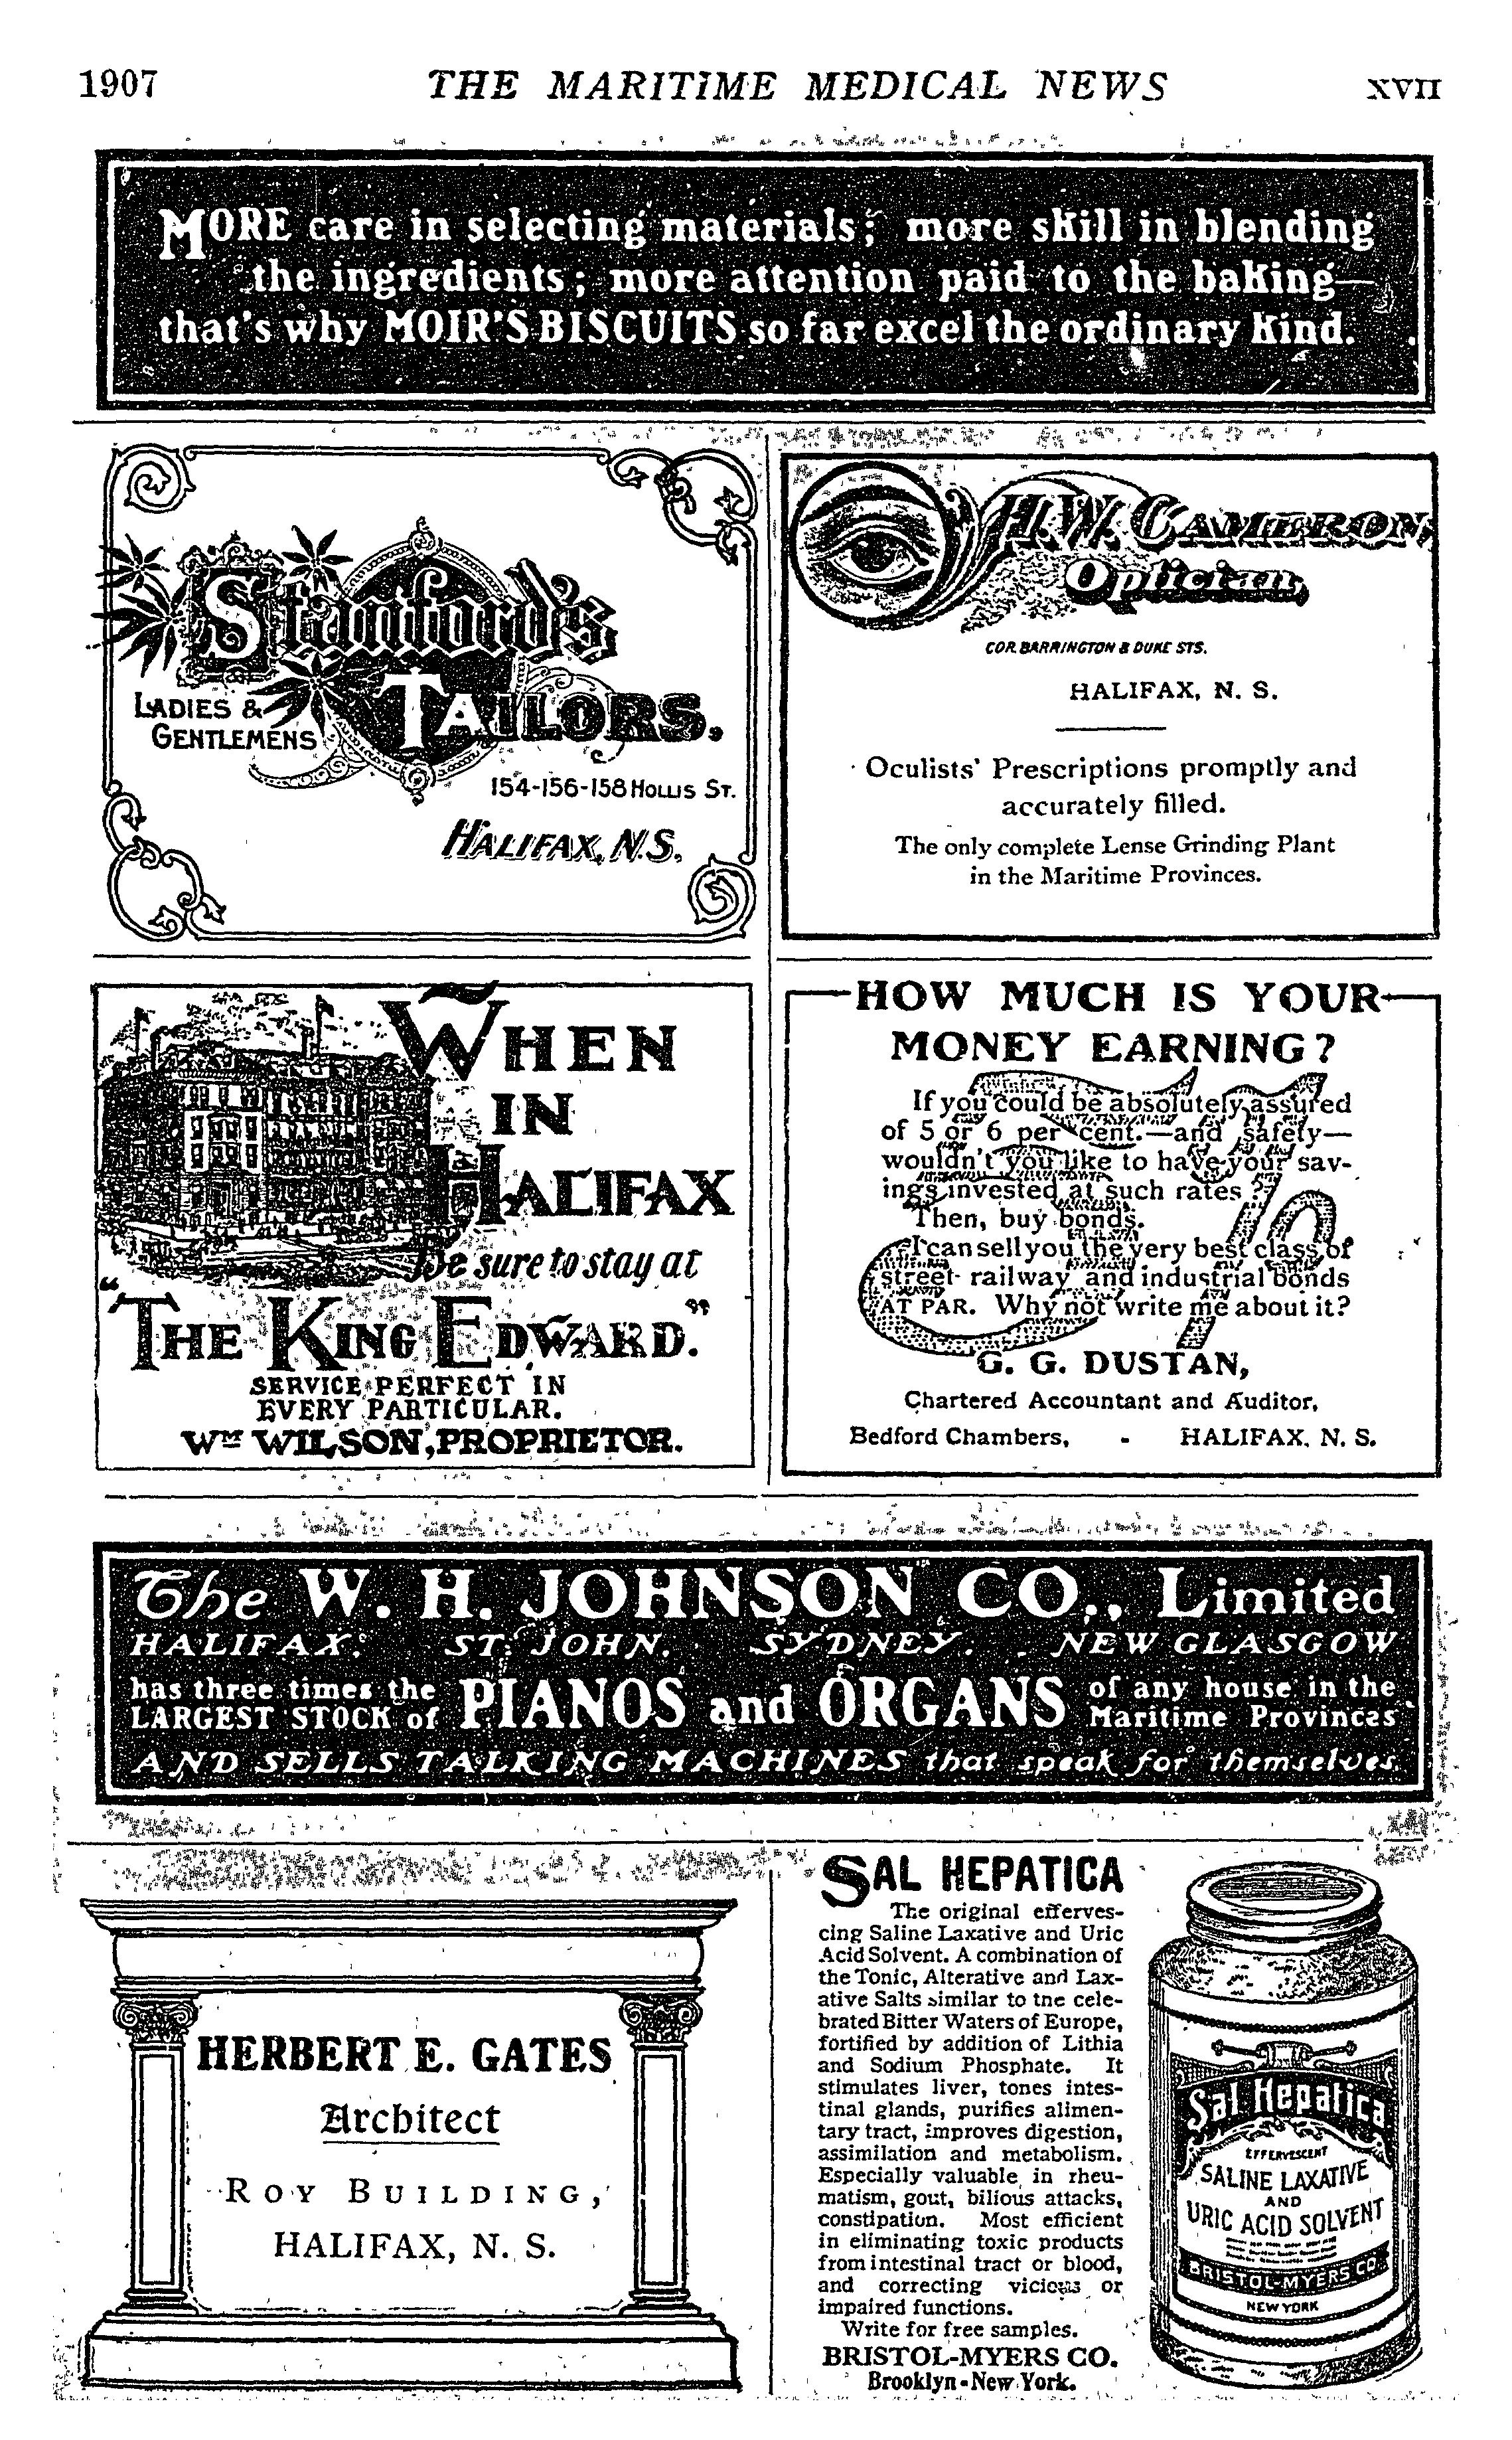 1907 THE MARITIME MEDICAL NEWS XVII
MORE care in selecting materials; more skill in blending
the ingredients; more attention paid to the baking—
that's why MOIR'S BISCUITS so far excel the ordinary kind.
Stanford's
LADIES &
GENTLEMENS
TAILORS,
154-156-158 HOLLIS ST.
HALIFAX, N.S.
H. W. CAMERON,
Optician,
COR. BARRINGTON & DUKE STS.
HALIFAX, N. S.
Oculists' Prescriptions promptly and
accurately filled.
The only complete Lense Grinding Plant
in the Maritime Provinces.
WHEN
IN
HALIFAX
be sure to stay at
"THE KING EDWARD."
SERVICE PERFECT IN
EVERY PARTICULAR.
WM WILSON, PROPRIETOR.
HOW MUCH IS YOUR
MONEY EARNING?
If you could be absolutely assured
of 5 or 6 per cent.—and safety—
wouldn't you like to have your sav-
ings invested at such rates?
Then, buy bonds.
I can sell you the very best class of
street railway and industrial bonds
AT PAR. Why not write me about it?
G. G. DUSTAN,
Chartered Accountant and Auditor,
Bedford Chambers, - HALIFAX, N. S.
The W. H. JOHNSON CO., Limited
HALIFAX. ST. JOHN. SYDNEY. NEW GLASGOW
has three times the
LARGEST STOCK of PIANOS and ORGANS of any house in the
Maritime Provinces
AND SELLS TALKING MACHINES that speak for themselves.
HERBERT E. GATES
Architect
ROY BUILDING,
HALIFAX, N. S.
SAL HEPATICA
The original efferves-
cing Saline Laxative and Uric
Acid Solvent. A combination of
the Tonic, Alterative and Lax-
ative Salts similar to tne cele-
brated Bitter Waters of Europe,
fortified by addition of Lithia
and Sodium Phosphate. It
stimulates liver, tones intes-
tinal glands, purifies alimen-
tary tract, improves digestion,
assimilation and metabolism.
Especially valuable in rheu-
matism, gout, bilious attacks,
constipation. Most efficient
in eliminating toxic products
from intestinal tract or blood,
and correcting vicious or
impaired functions.
Write for free samples.
BRISTOL-MYERS CO.
Brooklyn-New York.
Sal Hepatica
EFFERVESCENT
SALINE LAXATIVE
AND
URIC ACID SOLVENT
BRISTOL-MYERS CO.
NEW YORK